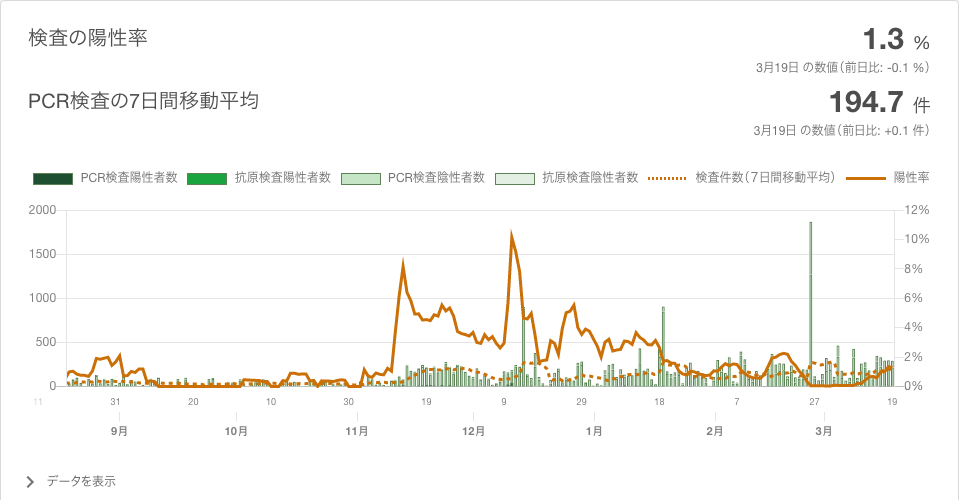 検査の陽性率
1.3 %
3月19日 の数値（前日比: -0.1 %）
PCR検査の7日間移動平均
194.7 件
3月19日 の数値（前日比: +0.1 件）
PCR検査陽性者数 抗原検査陽性者数 PCR検査陰性者数 抗原検査陰性者数 検査件数（7日間移動平均） 陽性率
2000 12%
10%
1500
8%
1000 6%
4%
500
2%
0 0%
11 31 20 10 30 19 9 29 18 7 27 19
9月 10月 11月 12月 1月 2月 3月
データを表示